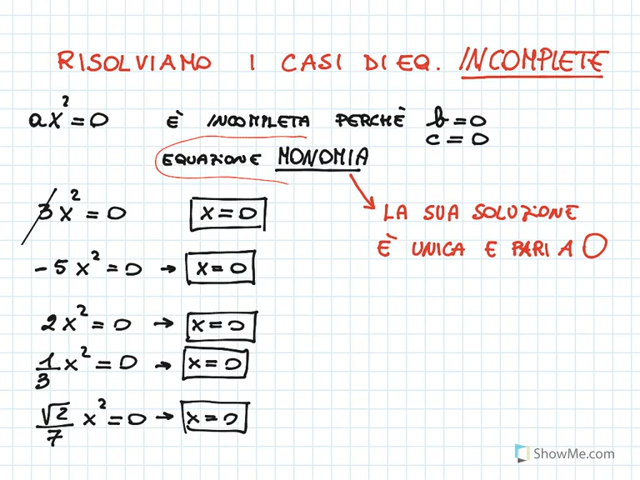 RISOLVIAMO I CASI DI EQ. INCOMPLETE
ax² = 0 È INCOMPLETA PERCHÈ b = 0
c = 0
EQUAZIONE MONOMIA
3x² = 0 x = 0
LA SUA SOLUZIONE
È UNICA E PARI A 0
-5x² = 0 → x = 0
2x² = 0 → x = 0
1/3 x² = 0 → x = 0
√2/7 x² = 0 → x = 0
ShowMe.com